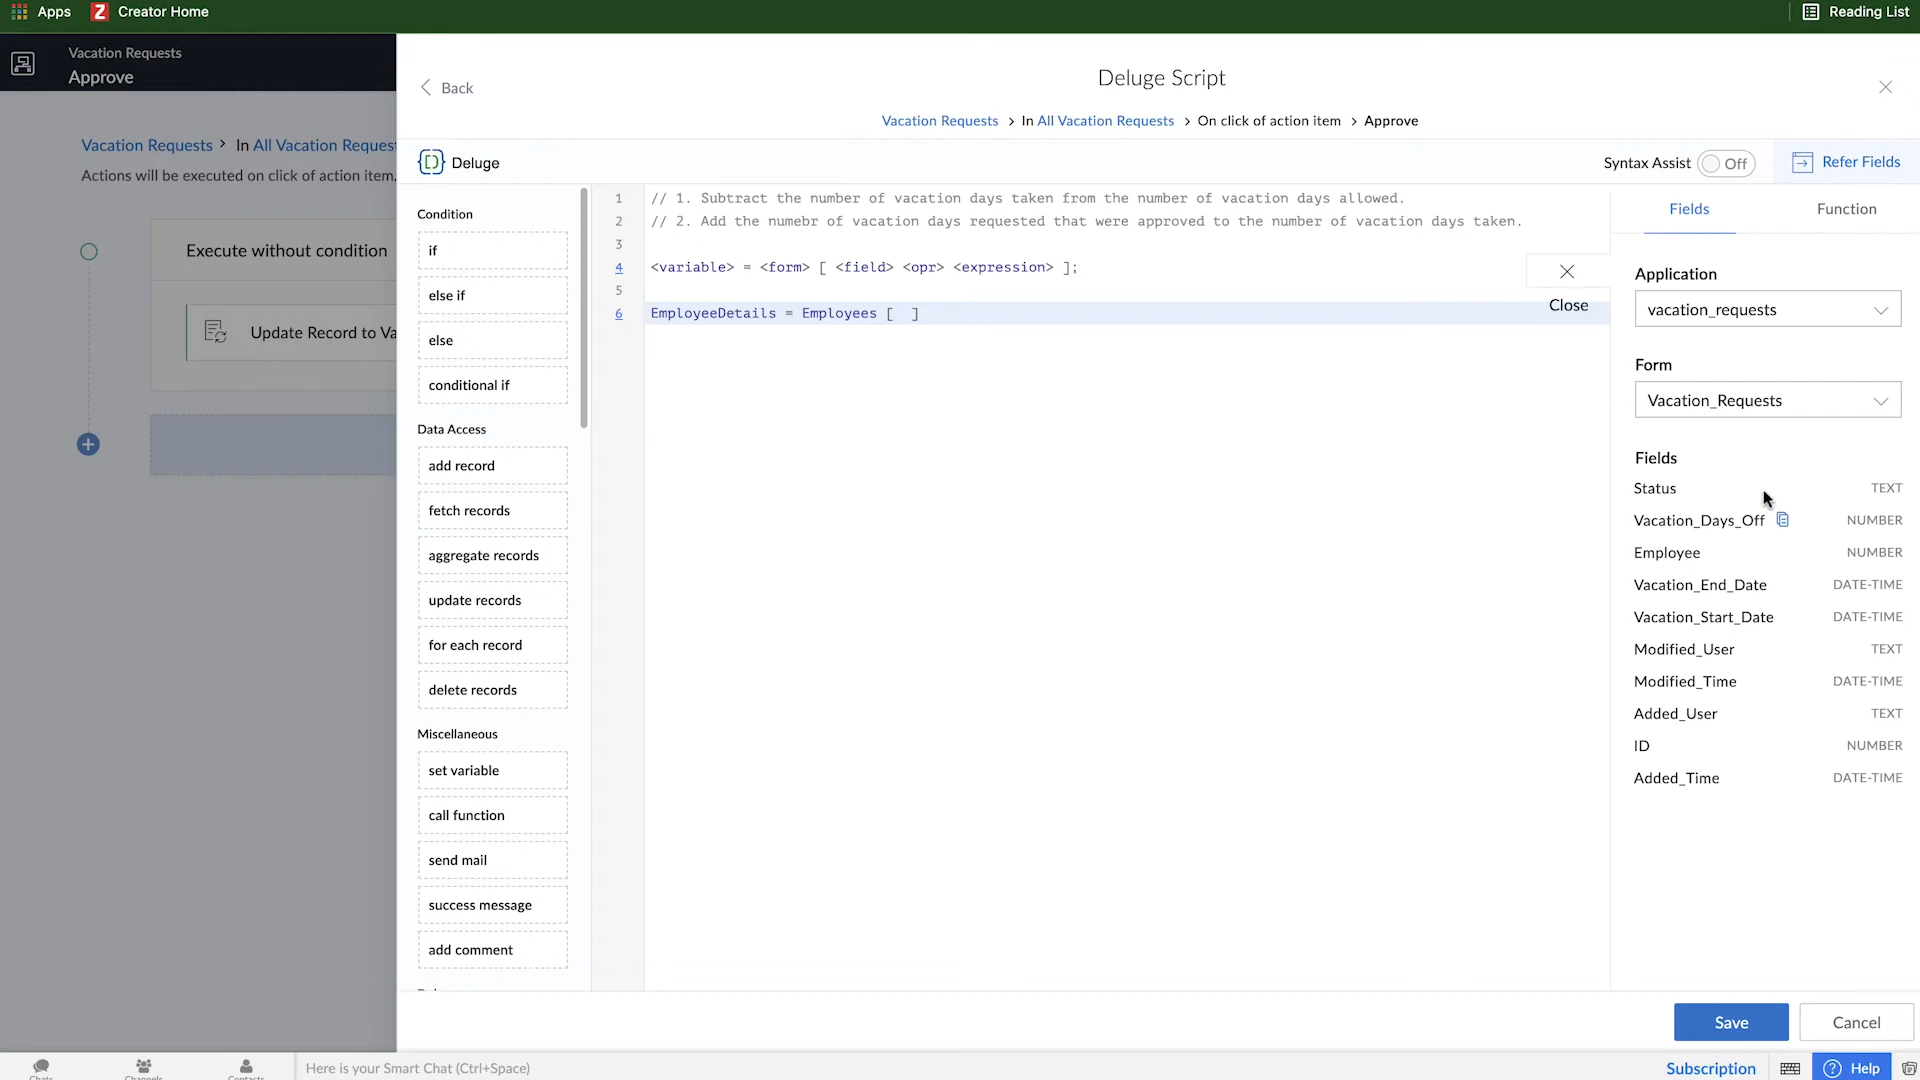 Apps
Creator Home
Reading List
Vacation Requests
Approve
Vacation Requests > In All Vacation Reques
Actions will be executed on click of action item.
Execute without condition
Update Record to Va
Back
Deluge Script
Vacation Requests > In All Vacation Requests > On click of action item > Approve
Deluge
Syntax Assist Off
Refer Fields
Condition
if
else if
else
conditional if
Data Access
add record
fetch records
aggregate records
update records
for each record
delete records
Miscellaneous
set variable
call function
send mail
success message
add comment
1 // 1. Subtract the number of vacation days taken from the number of vacation days allowed.
2 // 2. Add the numebr of vacation days requested that were approved to the number of vacation days taken.
3
4 <variable> = <form> [ <field> <opr> <expression> ];
5
6 EmployeeDetails = Employees [  ]
Close
Fields
Function
Application
vacation_requests
Form
Vacation_Requests
Fields
Status TEXT
Vacation_Days_Off NUMBER
Employee NUMBER
Vacation_End_Date DATE-TIME
Vacation_Start_Date DATE-TIME
Modified_User TEXT
Modified_Time DATE-TIME
Added_User TEXT
ID NUMBER
Added_Time DATE-TIME
Save
Cancel
Chats
Channels
Contacts
Here is your Smart Chat (Ctrl+Space)
Subscription
Help